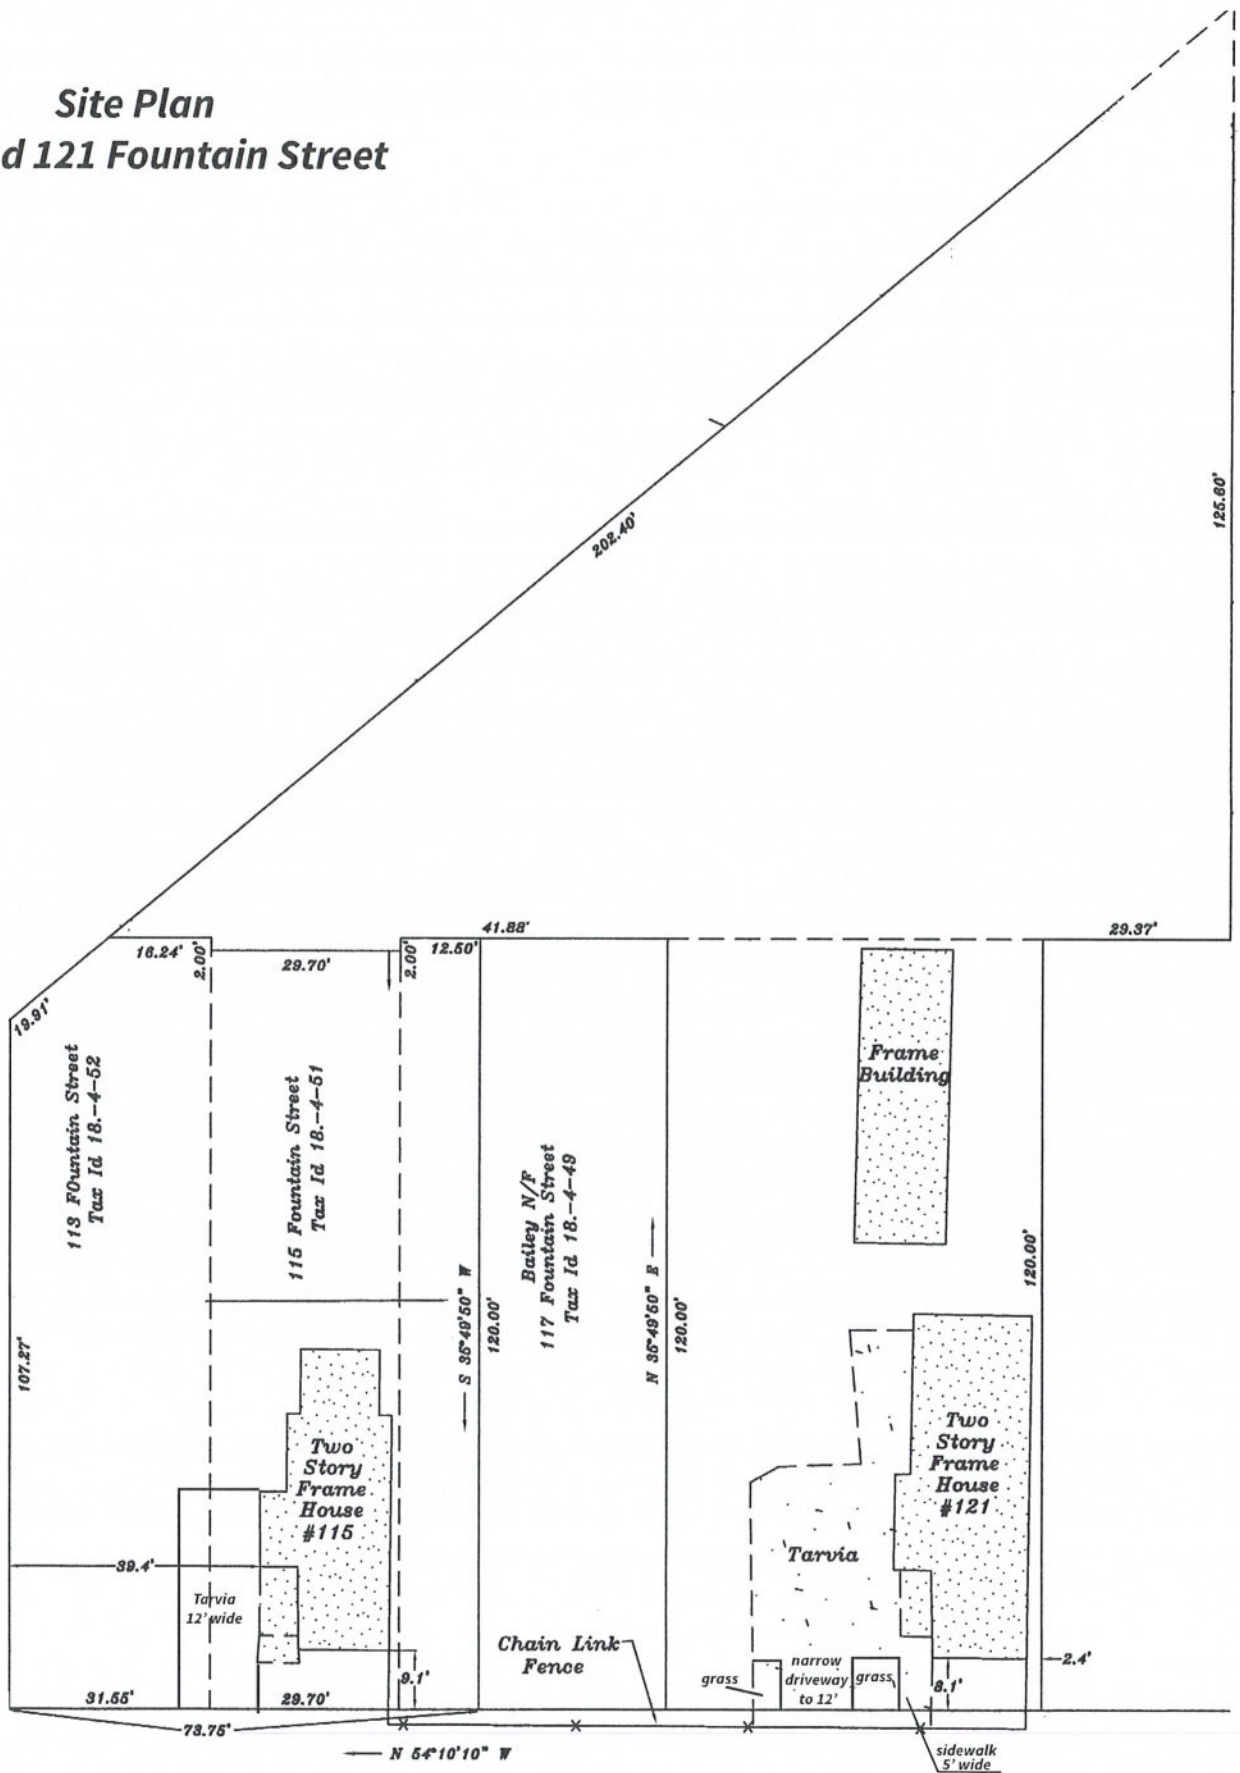 Site Plan
d 121 Fountain Street
202.40'
125.60'
41.88'
29.37'
16.24'
2.00'
29.70'
2.00'
12.50'
19.91'
113 FOuntain Street
Tax Id 18.-4-52
115 Fountain Street
Tax Id 18.-4-51
Bailey N/F
117 Fountain Street
Tax Id 18.-4-49
Frame
Building
107.27'
S 35°49'50" W
120.00'
N 35°49'50" E
120.00'
120.00'
Two
Story
Frame
House
#115
Two
Story
Frame
House
#121
39.4'
Tarvia
12' wide
Tarvia
Chain Link
Fence
grass
narrow
driveway
to 12'
grass
2.4'
9.1'
8.1'
31.55'
29.70'
73.75'
N 54°10'10" W
sidewalk
5' wide